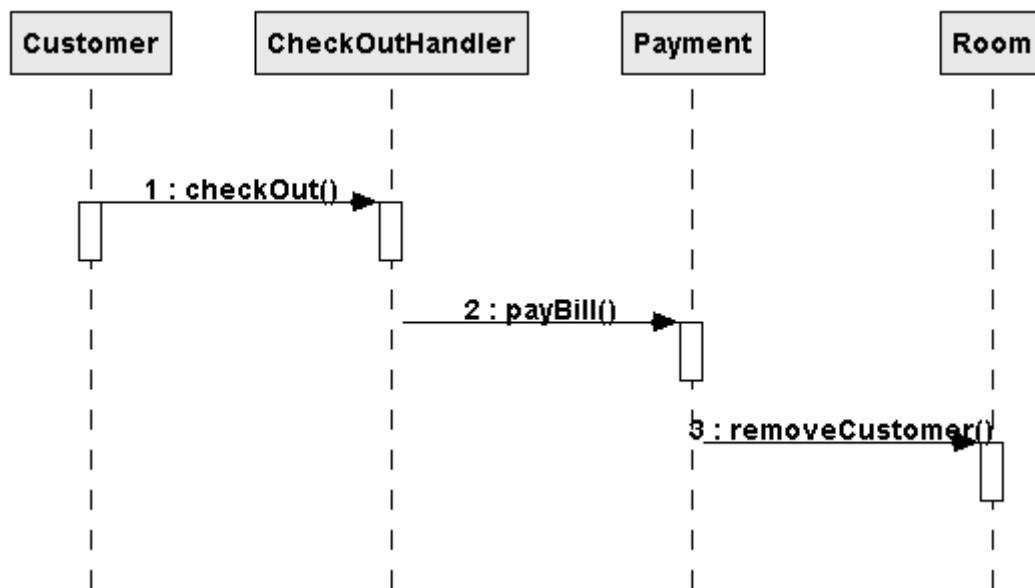 Customer
CheckOutHandler
Payment
Room
1 : checkOut()
2 : payBill()
3 : removeCustomer()